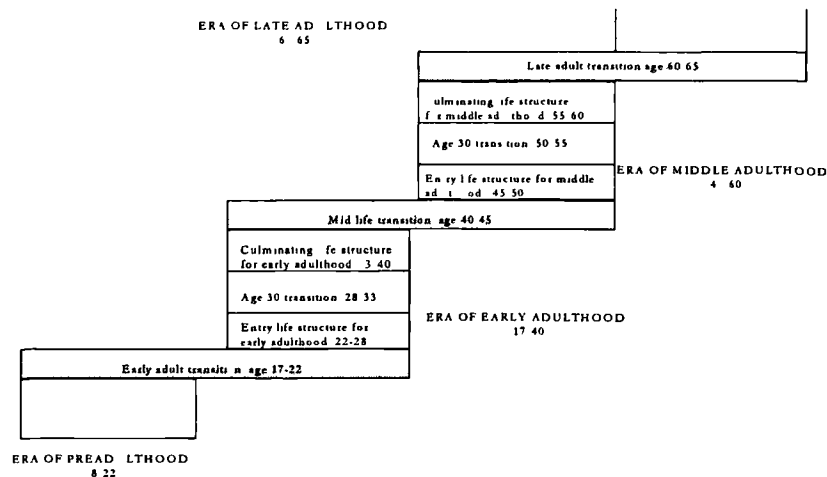 ERA OF LATE AD LTHOOD
6 65
Late adult transition age 60 65
ulminating ife structure
f r middle ad tho d 55 60
Age 30 transition 50 55
En ry life structure for middle
ad t od 45 50
ERA OF MIDDLE ADULTHOOD
4 60
Mid life transition age 40 45
Culminating fe structure
for early adulthood 3 40
Age 30 transition 28 33
Entry life structure for
early adulthood 22-28
ERA OF EARLY ADULTHOOD
17 40
Early adult transiti n age 17-22
ERA OF PREAD LTHOOD
8 22